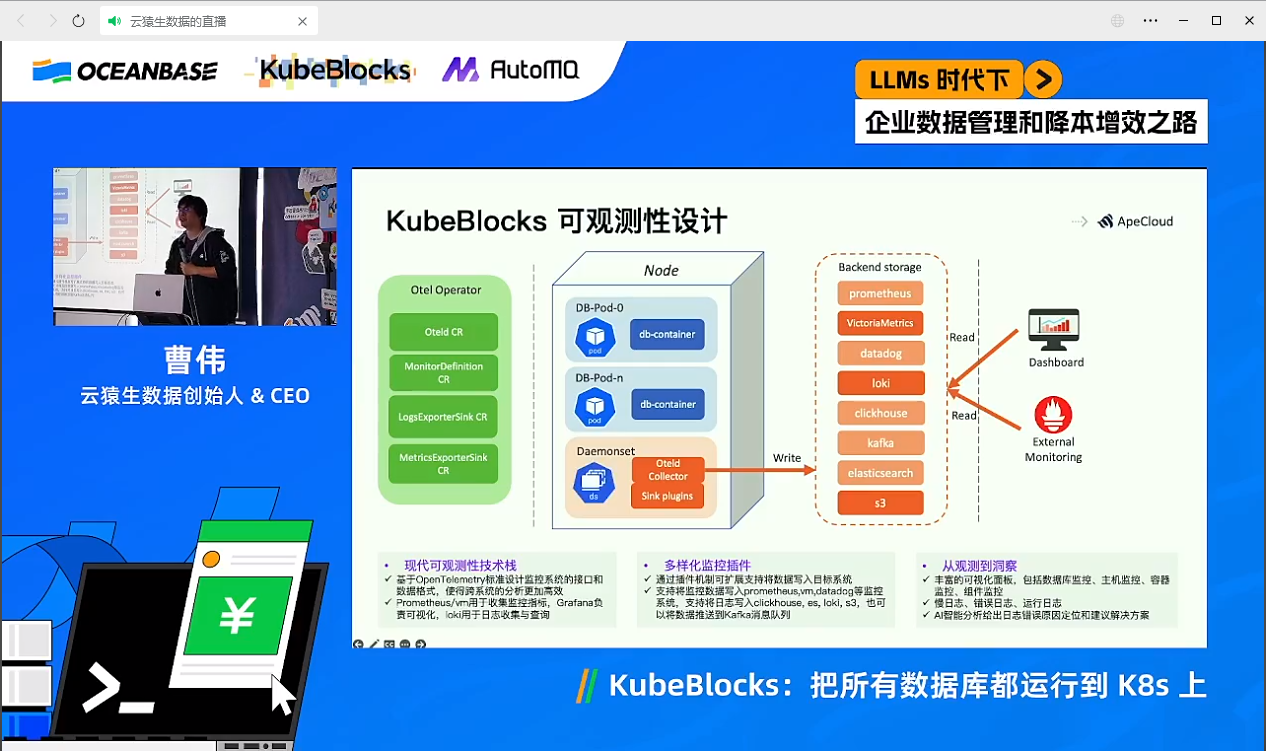 云猿生数据的直播
OCEANBASE
KubeBlocks
AutoMQ
LLMs 时代下
企业数据管理和降本增效之路
曹伟
云猿生数据创始人 & CEO
KubeBlocks 可观测性设计
ApeCloud
Otel Operator
Oteld CR
MonitorDefinition
CR
LogsExporterSink CR
MetricsExporterSink
CR
Node
DB-Pod-0
pod
db-container
DB-Pod-n
pod
db-container
Daemonset
ds
Oteld
Collector
Sink plugins
Write
Backend storage
prometheus
VictoriaMetrics
datadog
loki
clickhouse
kafka
elasticsearch
s3
Read
Read
Dashboard
External
Monitoring
• 现代可观测性技术栈
✓ 基于OpenTelemetry标准设计监控系统的接口和
数据格式，使得跨系统的分析更加高效
✓ Prometheus/vm用于收集监控指标，Grafana负
责可视化，loki用于日志收集与查询
• 多样化监控插件
✓ 通过插件机制可扩展支持将数据写入目标系统
✓ 支持将监控数据写入prometheus,vm,datadog等监控
系统，支持将日志写入clickhouse, es, loki, s3，也可
以将数据推送到Kafka消息队列
• 从观测到洞察
✓ 丰富的可视化面板，包括数据库监控、主机监控、容器
监控、组件监控
✓ 慢日志、错误日志、运行日志
✓ AI智能分析给出日志错误原因定位和建议解决方案
¥
>_
// KubeBlocks：把所有数据库都运行到 K8s 上